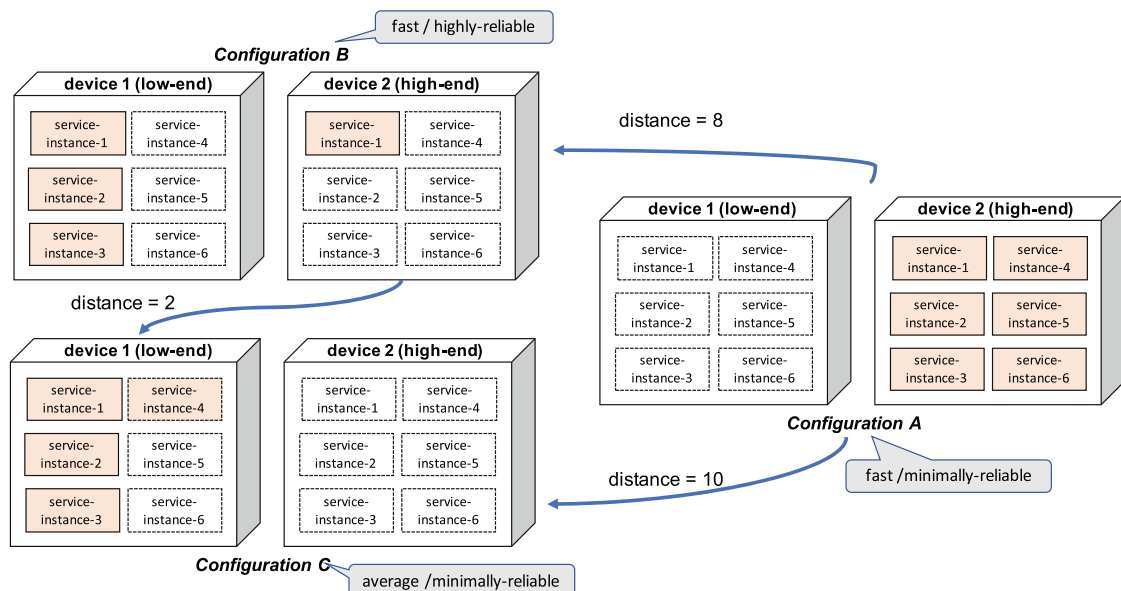 fast / highly-reliable
Configuration B
device 1 (low-end)
service-
instance-1
service-
instance-4
service-
instance-2
service-
instance-5
service-
instance-3
service-
instance-6
device 2 (high-end)
service-
instance-1
service-
instance-4
service-
instance-2
service-
instance-5
service-
instance-3
service-
instance-6
distance = 8
distance = 2
device 1 (low-end)
service-
instance-1
service-
instance-4
service-
instance-2
service-
instance-5
service-
instance-3
service-
instance-6
device 2 (high-end)
service-
instance-1
service-
instance-4
service-
instance-2
service-
instance-5
service-
instance-3
service-
instance-6
Configuration C
average /minimally-reliable
device 1 (low-end)
service-
instance-1
service-
instance-4
service-
instance-2
service-
instance-5
service-
instance-3
service-
instance-6
device 2 (high-end)
service-
instance-1
service-
instance-4
service-
instance-2
service-
instance-5
service-
instance-3
service-
instance-6
Configuration A
fast /minimally-reliable
distance = 10